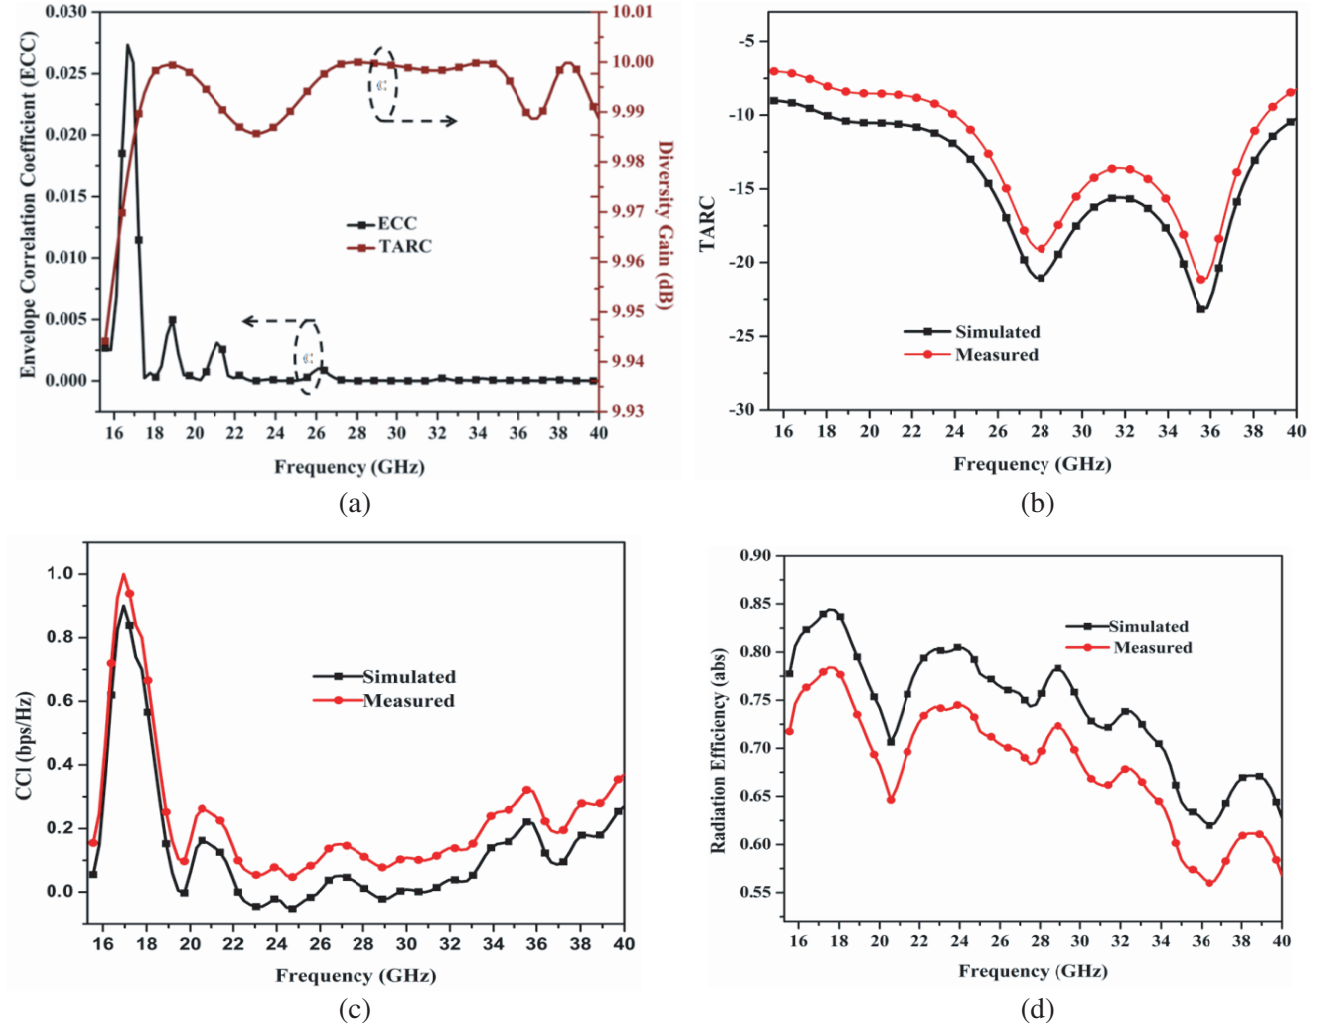 0.030
0.025
0.020
0.015
0.010
0.005
0.000
Envelope Correlation Coefficient (ECC)
10.01
10.00
9.99
9.98
9.97
9.96
9.95
9.94
9.93
Diversity Gain (dB)
ECC
TARC
16 18 20 22 24 26 28 30 32 34 36 38 40
Frequency (GHz)
(a)
-5
-10
-15
-20
-25
-30
TARC
Simulated
Measured
16 18 20 22 24 26 28 30 32 34 36 38 40
Frequency (GHz)
(b)
1.0
0.8
0.6
0.4
0.2
0.0
CCl (bps/Hz)
Simulated
Measured
16 18 20 22 24 26 28 30 32 34 36 38 40
Frequency (GHz)
(c)
0.90
0.85
0.80
0.75
0.70
0.65
0.60
0.55
Radiation Efficiency (abs)
Simulated
Measured
16 18 20 22 24 26 28 30 32 34 36 38 40
Frequency (GHz)
(d)